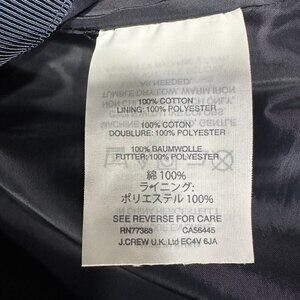 100% COTTON
LINING: 100% POLYESTER
100% COTON
DOUBLURE: 100% POLYESTER
100% BAUMWOLLE
FUTTER: 100% POLYESTER
綿 100%
ライニング:
ポリエステル 100%
SEE REVERSE FOR CARE
RN77388 CA56445
J.CREW U.K. Ltd EC4V 6JA